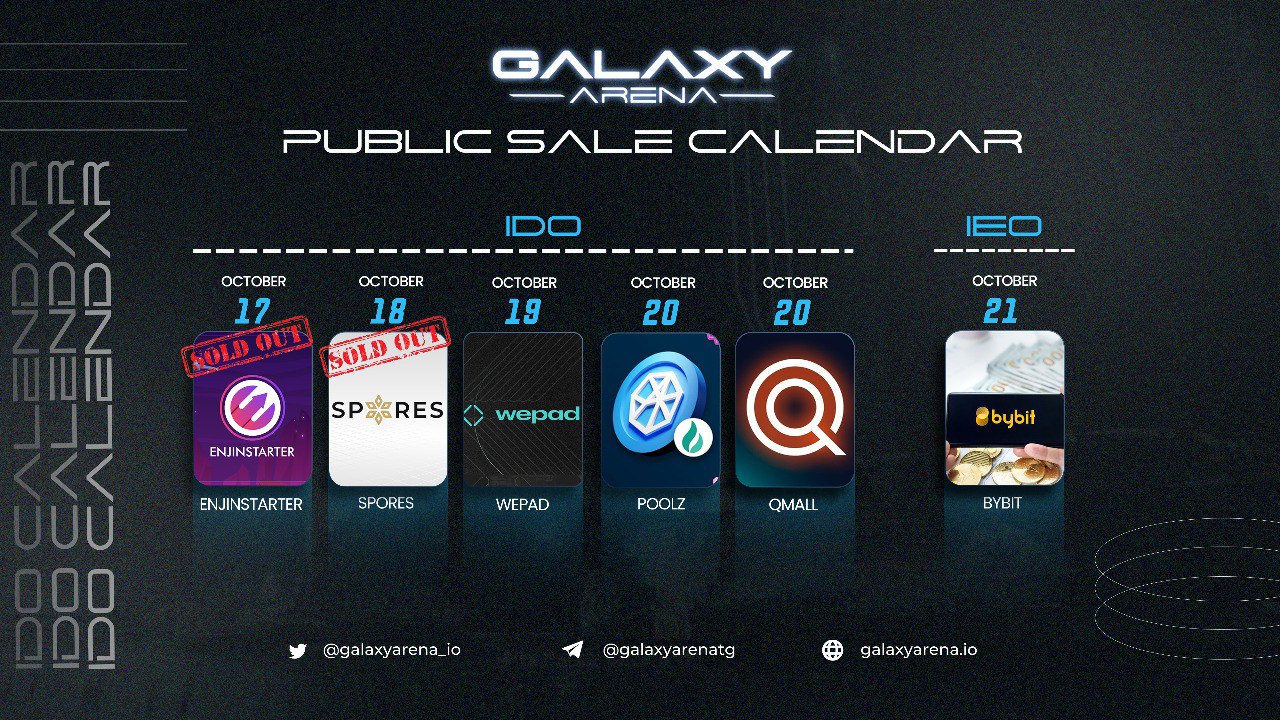 GALAXY
ARENA
PUBLIC SALE CALENDAR
IDO
IEO
OCTOBER
17
OCTOBER
18
OCTOBER
19
OCTOBER
20
OCTOBER
20
OCTOBER
21
SOLD OUT
ENJINSTARTER
SOLD OUT
SPORES
wepad
bybit
ENJINSTARTER
SPORES
WEPAD
POOLZ
QMALL
BYBIT
@galaxyarena_io
@galaxyarenatg
galaxyarena.io
IDO CALENDAR
IDO CALENDAR
IDO CALENDAR